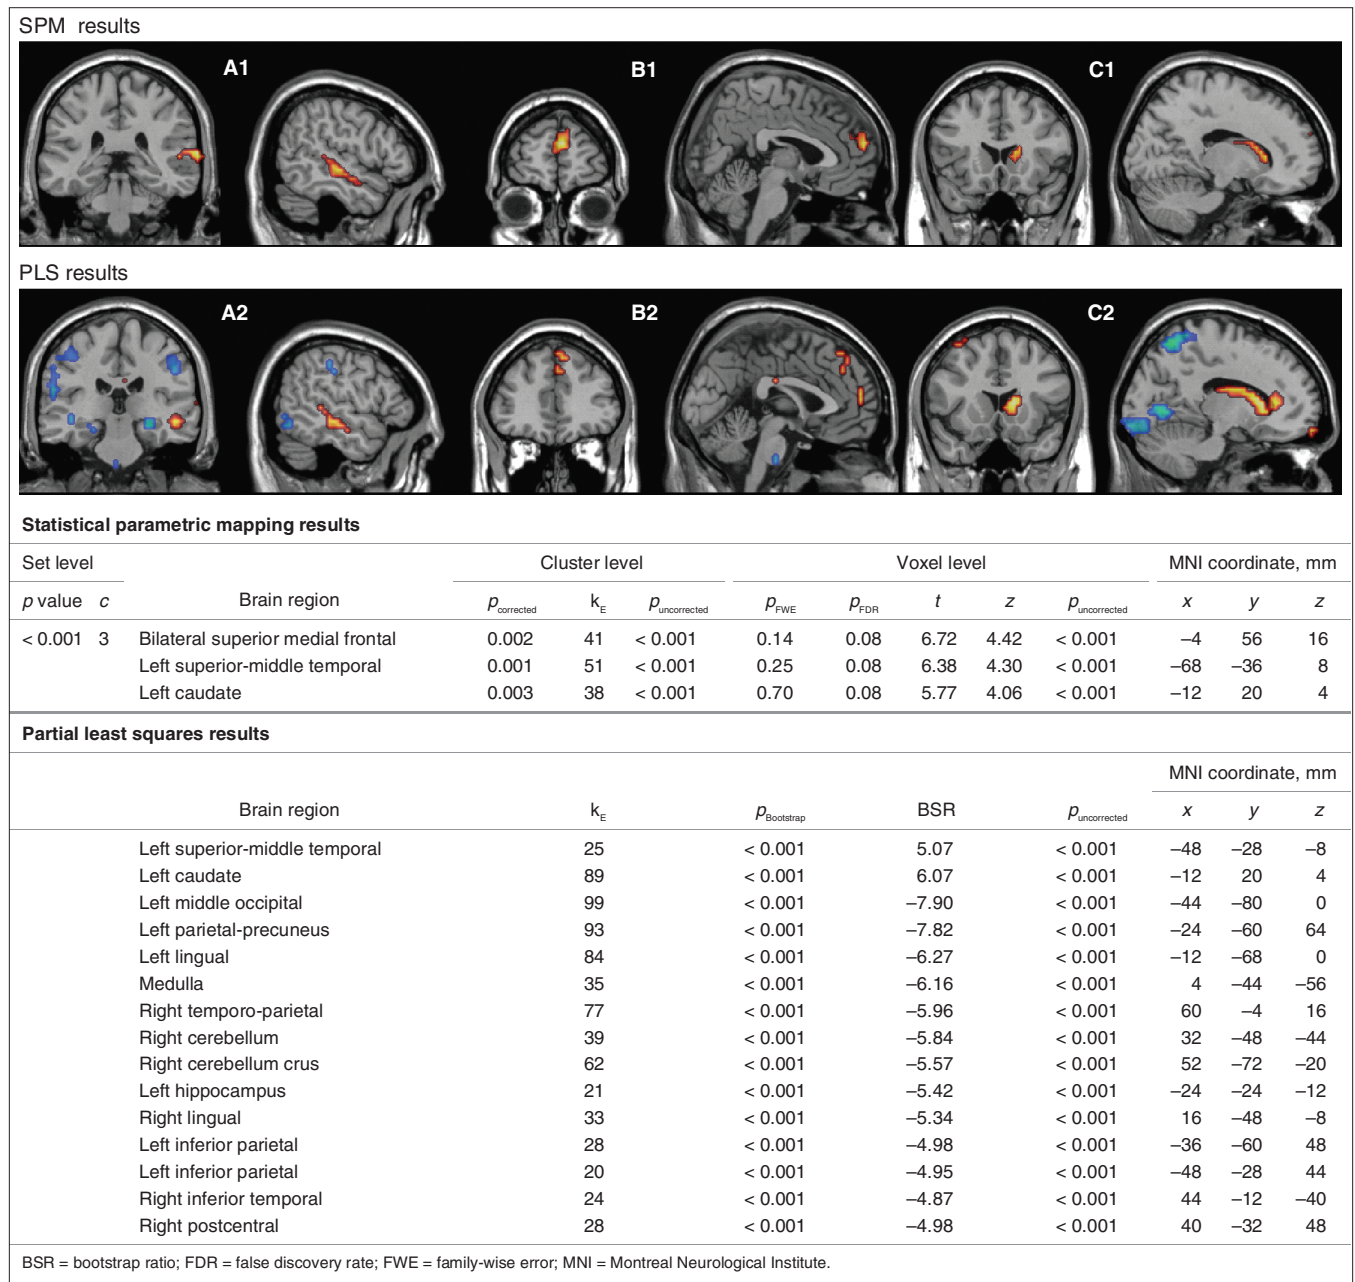 SPM results
A1 B1 C1
PLS results
A2 B2 C2
Statistical parametric mapping results
Set level Cluster level Voxel level MNI coordinate, mm
p value c Brain region pcorrected kE puncorrected pFWE pFDR t z puncorrected x y z
< 0.001 3 Bilateral superior medial frontal 0.002 41 < 0.001 0.14 0.08 6.72 4.42 < 0.001 –4 56 16
Left superior-middle temporal 0.001 51 < 0.001 0.25 0.08 6.38 4.30 < 0.001 –68 –36 8
Left caudate 0.003 38 < 0.001 0.70 0.08 5.77 4.06 < 0.001 –12 20 4
Partial least squares results
MNI coordinate, mm
Brain region kE pBootstrap BSR puncorrected x y z
Left superior-middle temporal 25 < 0.001 5.07 < 0.001 –48 –28 –8
Left caudate 89 < 0.001 6.07 < 0.001 –12 20 4
Left middle occipital 99 < 0.001 –7.90 < 0.001 –44 –80 0
Left parietal-precuneus 93 < 0.001 –7.82 < 0.001 –24 –60 64
Left lingual 84 < 0.001 –6.27 < 0.001 –12 –68 0
Medulla 35 < 0.001 –6.16 < 0.001 4 –44 –56
Right temporo-parietal 77 < 0.001 –5.96 < 0.001 60 –4 16
Right cerebellum 39 < 0.001 –5.84 < 0.001 32 –48 –44
Right cerebellum crus 62 < 0.001 –5.57 < 0.001 52 –72 –20
Left hippocampus 21 < 0.001 –5.42 < 0.001 –24 –24 –12
Right lingual 33 < 0.001 –5.34 < 0.001 16 –48 –8
Left inferior parietal 28 < 0.001 –4.98 < 0.001 –36 –60 48
Left inferior parietal 20 < 0.001 –4.95 < 0.001 –48 –28 44
Right inferior temporal 24 < 0.001 –4.87 < 0.001 44 –12 –40
Right postcentral 28 < 0.001 –4.98 < 0.001 40 –32 48
BSR = bootstrap ratio; FDR = false discovery rate; FWE = family-wise error; MNI = Montreal Neurological Institute.